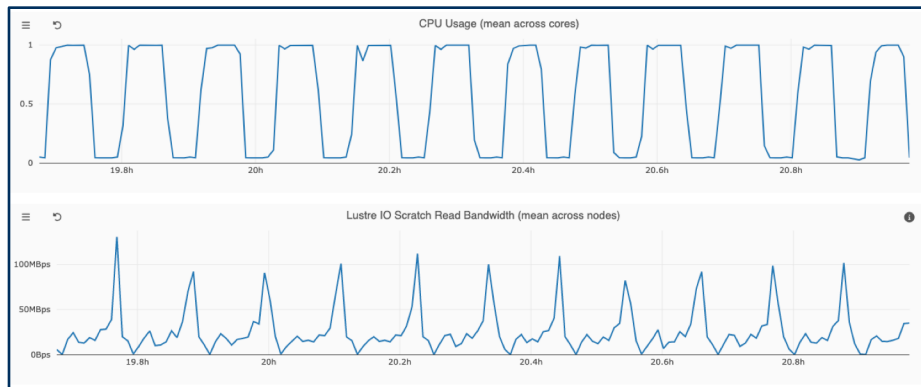 CPU Usage (mean across cores)
1
0.5
0
19.8h 20h 20.2h 20.4h 20.6h 20.8h
Lustre IO Scratch Read Bandwidth (mean across nodes)
100MBps
50MBps
0Bps
19.8h 20h 20.2h 20.4h 20.6h 20.8h